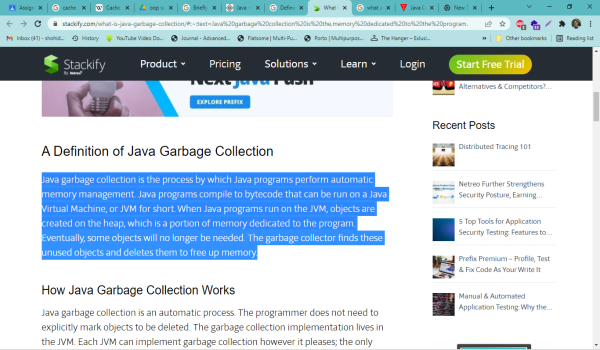 Assign
cache
Cachc
oop u
Briefly
Java c
Define
What
what a
Java G
New T
stackify.com/what-is-java-garbage-collection/#:~:text=Java%20garbage%20collection%20is%20the,memory%20dedicated%20to%20the%20program.
Inbox (41) - shohid...
YouTube Video Do...
Journal - Advanced...
Flatsome | Multi-Pu...
Porto | Multipurpos...
The Hanger – Eclusi...
Other bookmarks
Reading list
Stackify
By Netreo
Product
Pricing
Solutions
Learn
Login
Start Free Trial
Next Java Push
EXPLORE PREFIX
A Definition of Java Garbage Collection
Java garbage collection is the process by which Java programs perform automatic
memory management. Java programs compile to bytecode that can be run on a Java
Virtual Machine, or JVM for short. When Java programs run on the JVM, objects are
created on the heap, which is a portion of memory dedicated to the program.
Eventually, some objects will no longer be needed. The garbage collector finds these
unused objects and deletes them to free up memory.
How Java Garbage Collection Works
Java garbage collection is an automatic process. The programmer does not need to
explicitly mark objects to be deleted. The garbage collection implementation lives in
the JVM. Each JVM can implement garbage collection however it pleases; the only
Alternatives & Competitors?...
Recent Posts
Distributed Tracing 101
Netreo Further Strengthens
Security Posture, Earning...
5 Top Tools for Application
Security Testing: Features to...
Prefix Premium – Profile, Test
& Fix Code As Your Write It
Manual & Automated
Application Testing: Why the...